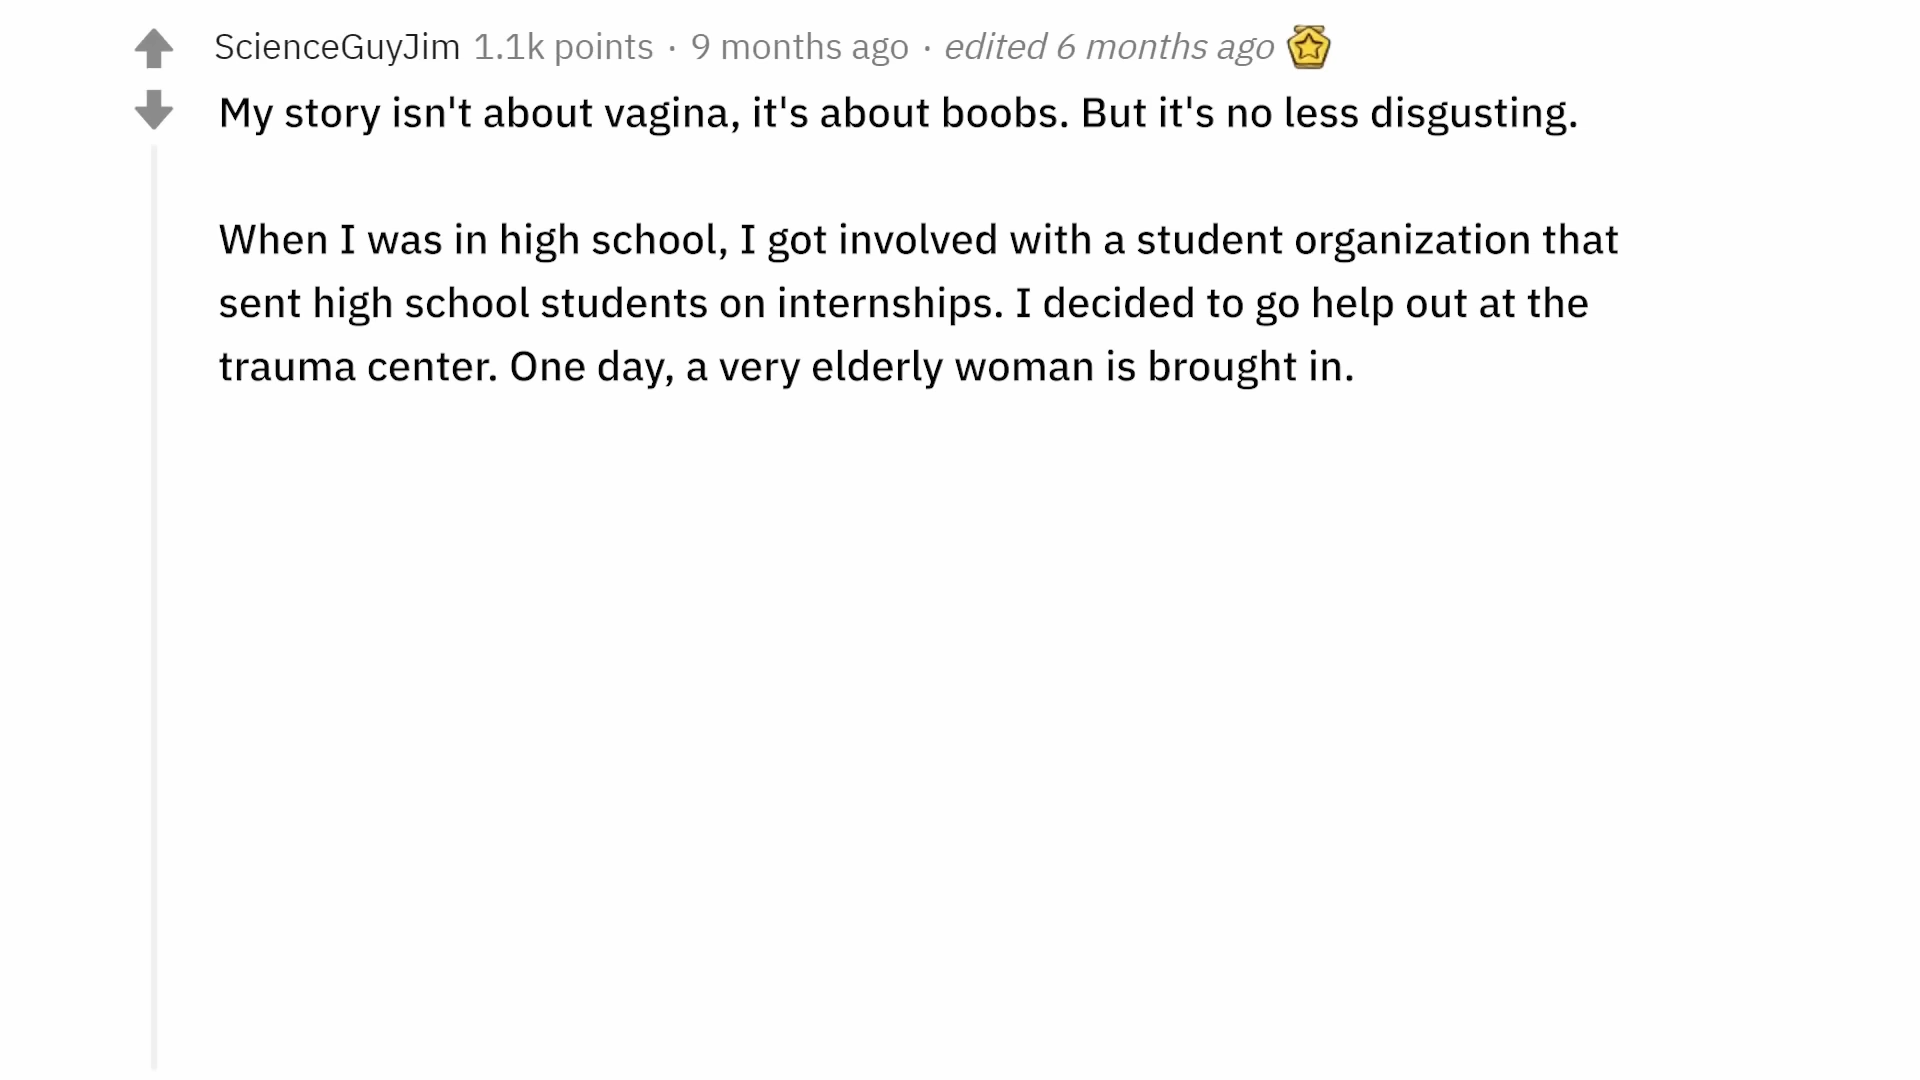 ScienceGuyJim 1.1k points · 9 months ago · edited 6 months ago
My story isn't about vagina, it's about boobs. But it's no less disgusting.
When I was in high school, I got involved with a student organization that
sent high school students on internships. I decided to go help out at the
trauma center. One day, a very elderly woman is brought in.